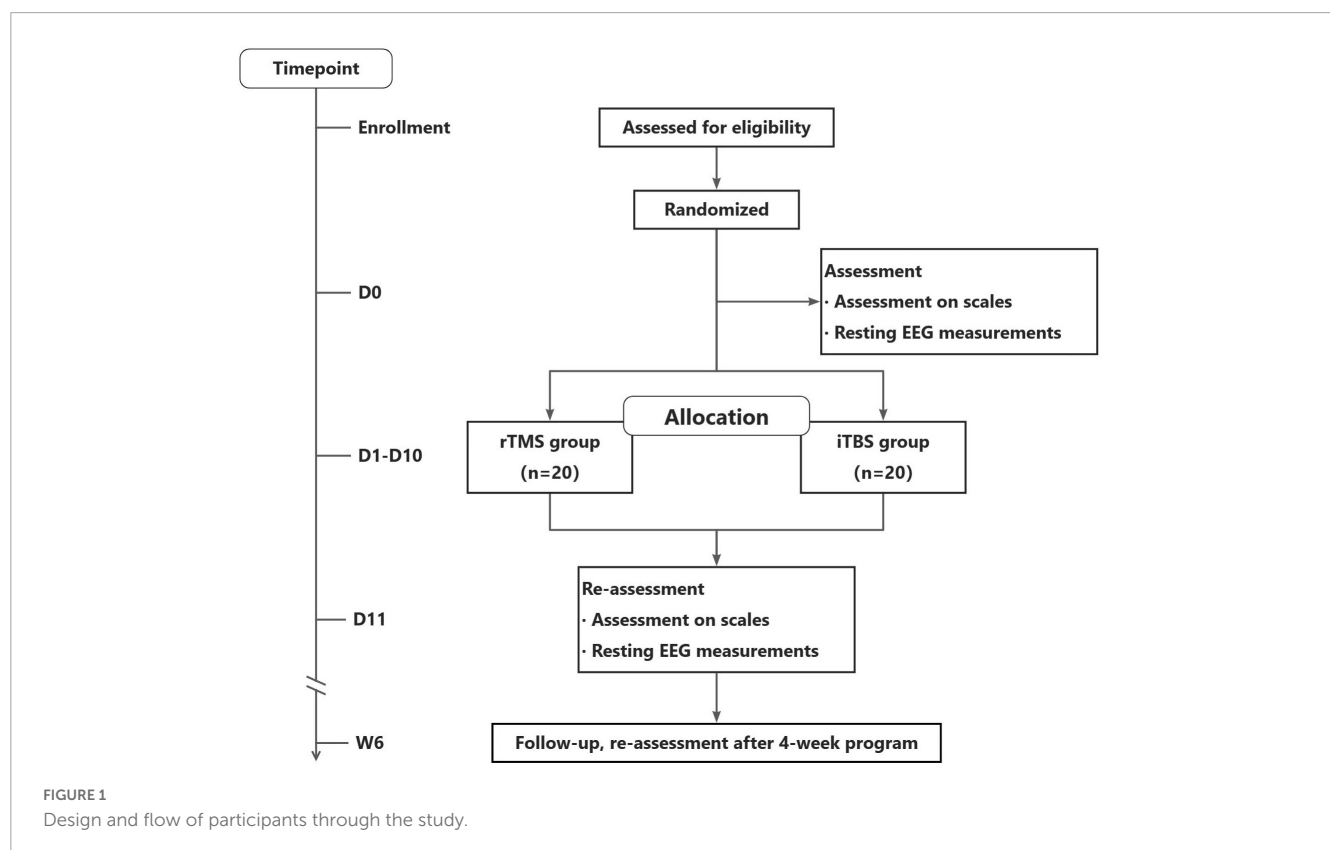 Timepoint
Enrollment
Assessed for eligibility
Randomized
D0
Assessment
· Assessment on scales
· Resting EEG measurements
Allocation
D1-D10
rTMS group
(n=20)
iTBS group
(n=20)
D11
Re-assessment
· Assessment on scales
· Resting EEG measurements
W6
Follow-up, re-assessment after 4-week program
FIGURE 1
Design and flow of participants through the study.